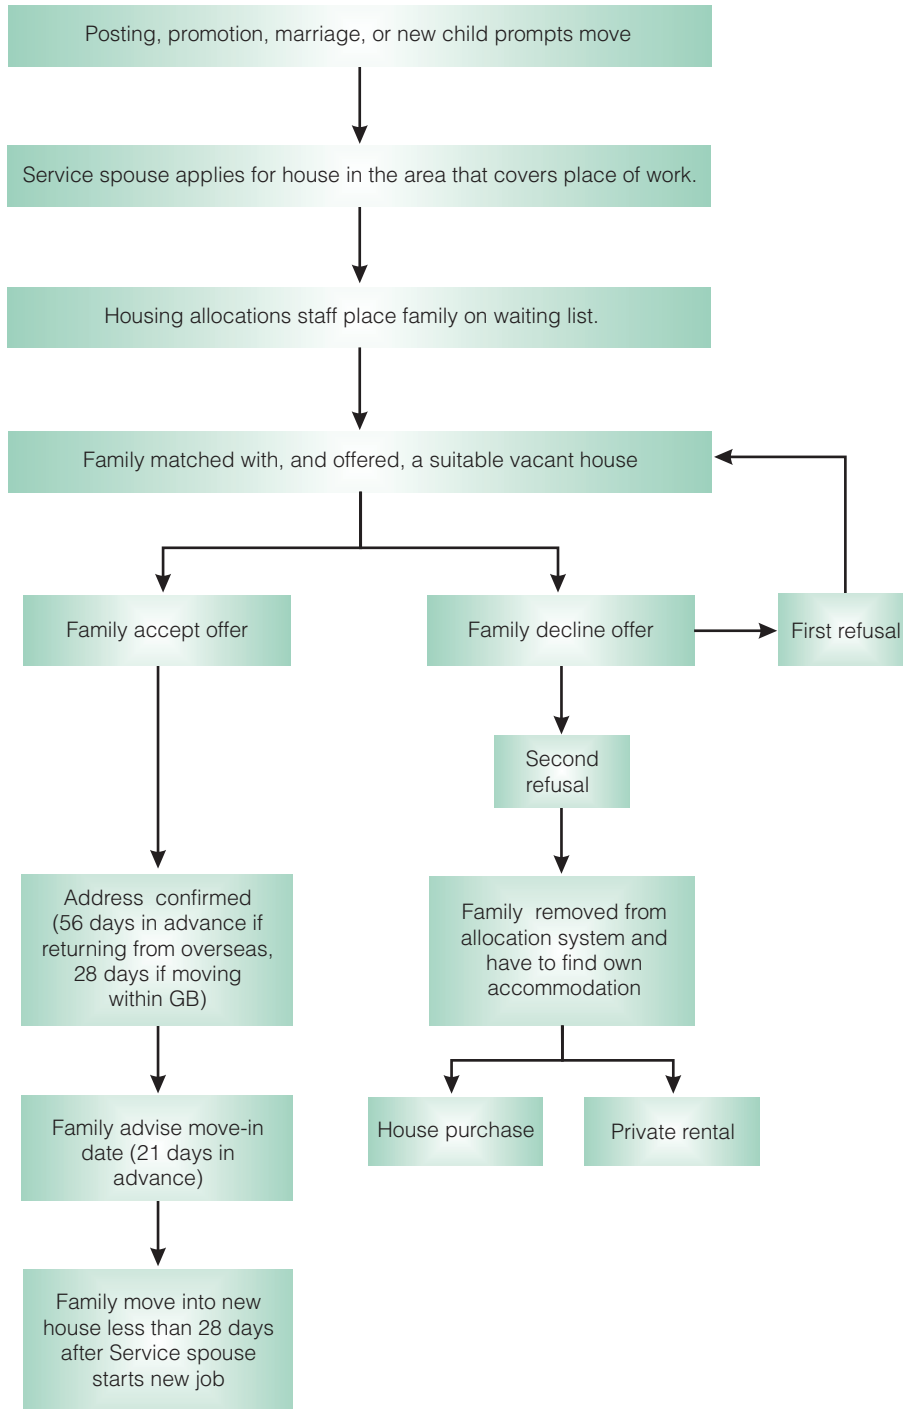 Posting, promotion, marriage, or new child prompts move
Service spouse applies for house in the area that covers place of work.
Housing allocations staff place family on waiting list.
Family matched with, and offered, a suitable vacant house
Family accept offer
Family decline offer
First refusal
Second
refusal
Address confirmed
(56 days in advance if
returning from overseas,
28 days if moving
within GB)
Family removed from
allocation system and
have to find own
accommodation
Family advise move-in
date (21 days in
advance)
House purchase
Private rental
Family move into new
house less than 28 days
after Service spouse
starts new job